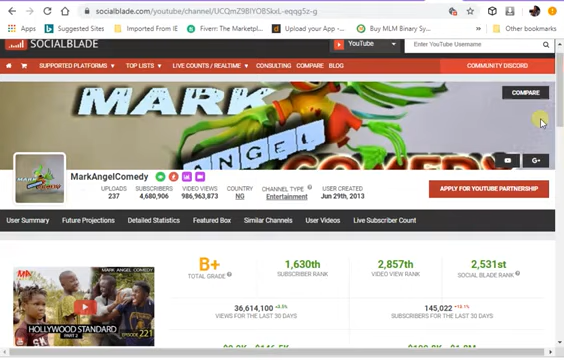 socialblade.com/youtube/channel/UCQmZ9BIYOBSkxL-eqqgSz-g
Apps
Suggested Sites
Imported From IE
Fiverr: The Marketpl...
Upload your App -...
Buy MLM Binary Sy...
Other bookmarks
SOCIALBLADE
YouTube
Enter YouTube Username
SUPPORTED PLATFORMS
TOP LISTS
LIVE COUNTS / REALTIME
CONSULTING
COMPARE
BLOG
COMMUNITY DISCORD
MARK
ANGEL
COMEDY
COMPARE
G+
MarkAngelComedy
UPLOADS
237
SUBSCRIBERS
4,680,906
VIDEO VIEWS
986,963,873
COUNTRY
NG
CHANNEL TYPE
Entertainment
USER CREATED
Jun 29th, 2013
APPLY FOR YOUTUBE PARTNERSHIP
User Summary
Future Projections
Detailed Statistics
Featured Box
Similar Channels
User Videos
Live Subscriber Count
B+
TOTAL GRADE
1,630th
SUBSCRIBER RANK
2,857th
VIDEO VIEW RANK
2,531st
SOCIAL BLADE RANK
MARK ANGEL COMEDY
HOLLYWOOD STANDARD
PART 2
EPISODE 221
36,614,100
VIEWS FOR THE LAST 30 DAYS
145,022
SUBSCRIBERS FOR THE LAST 30 DAYS